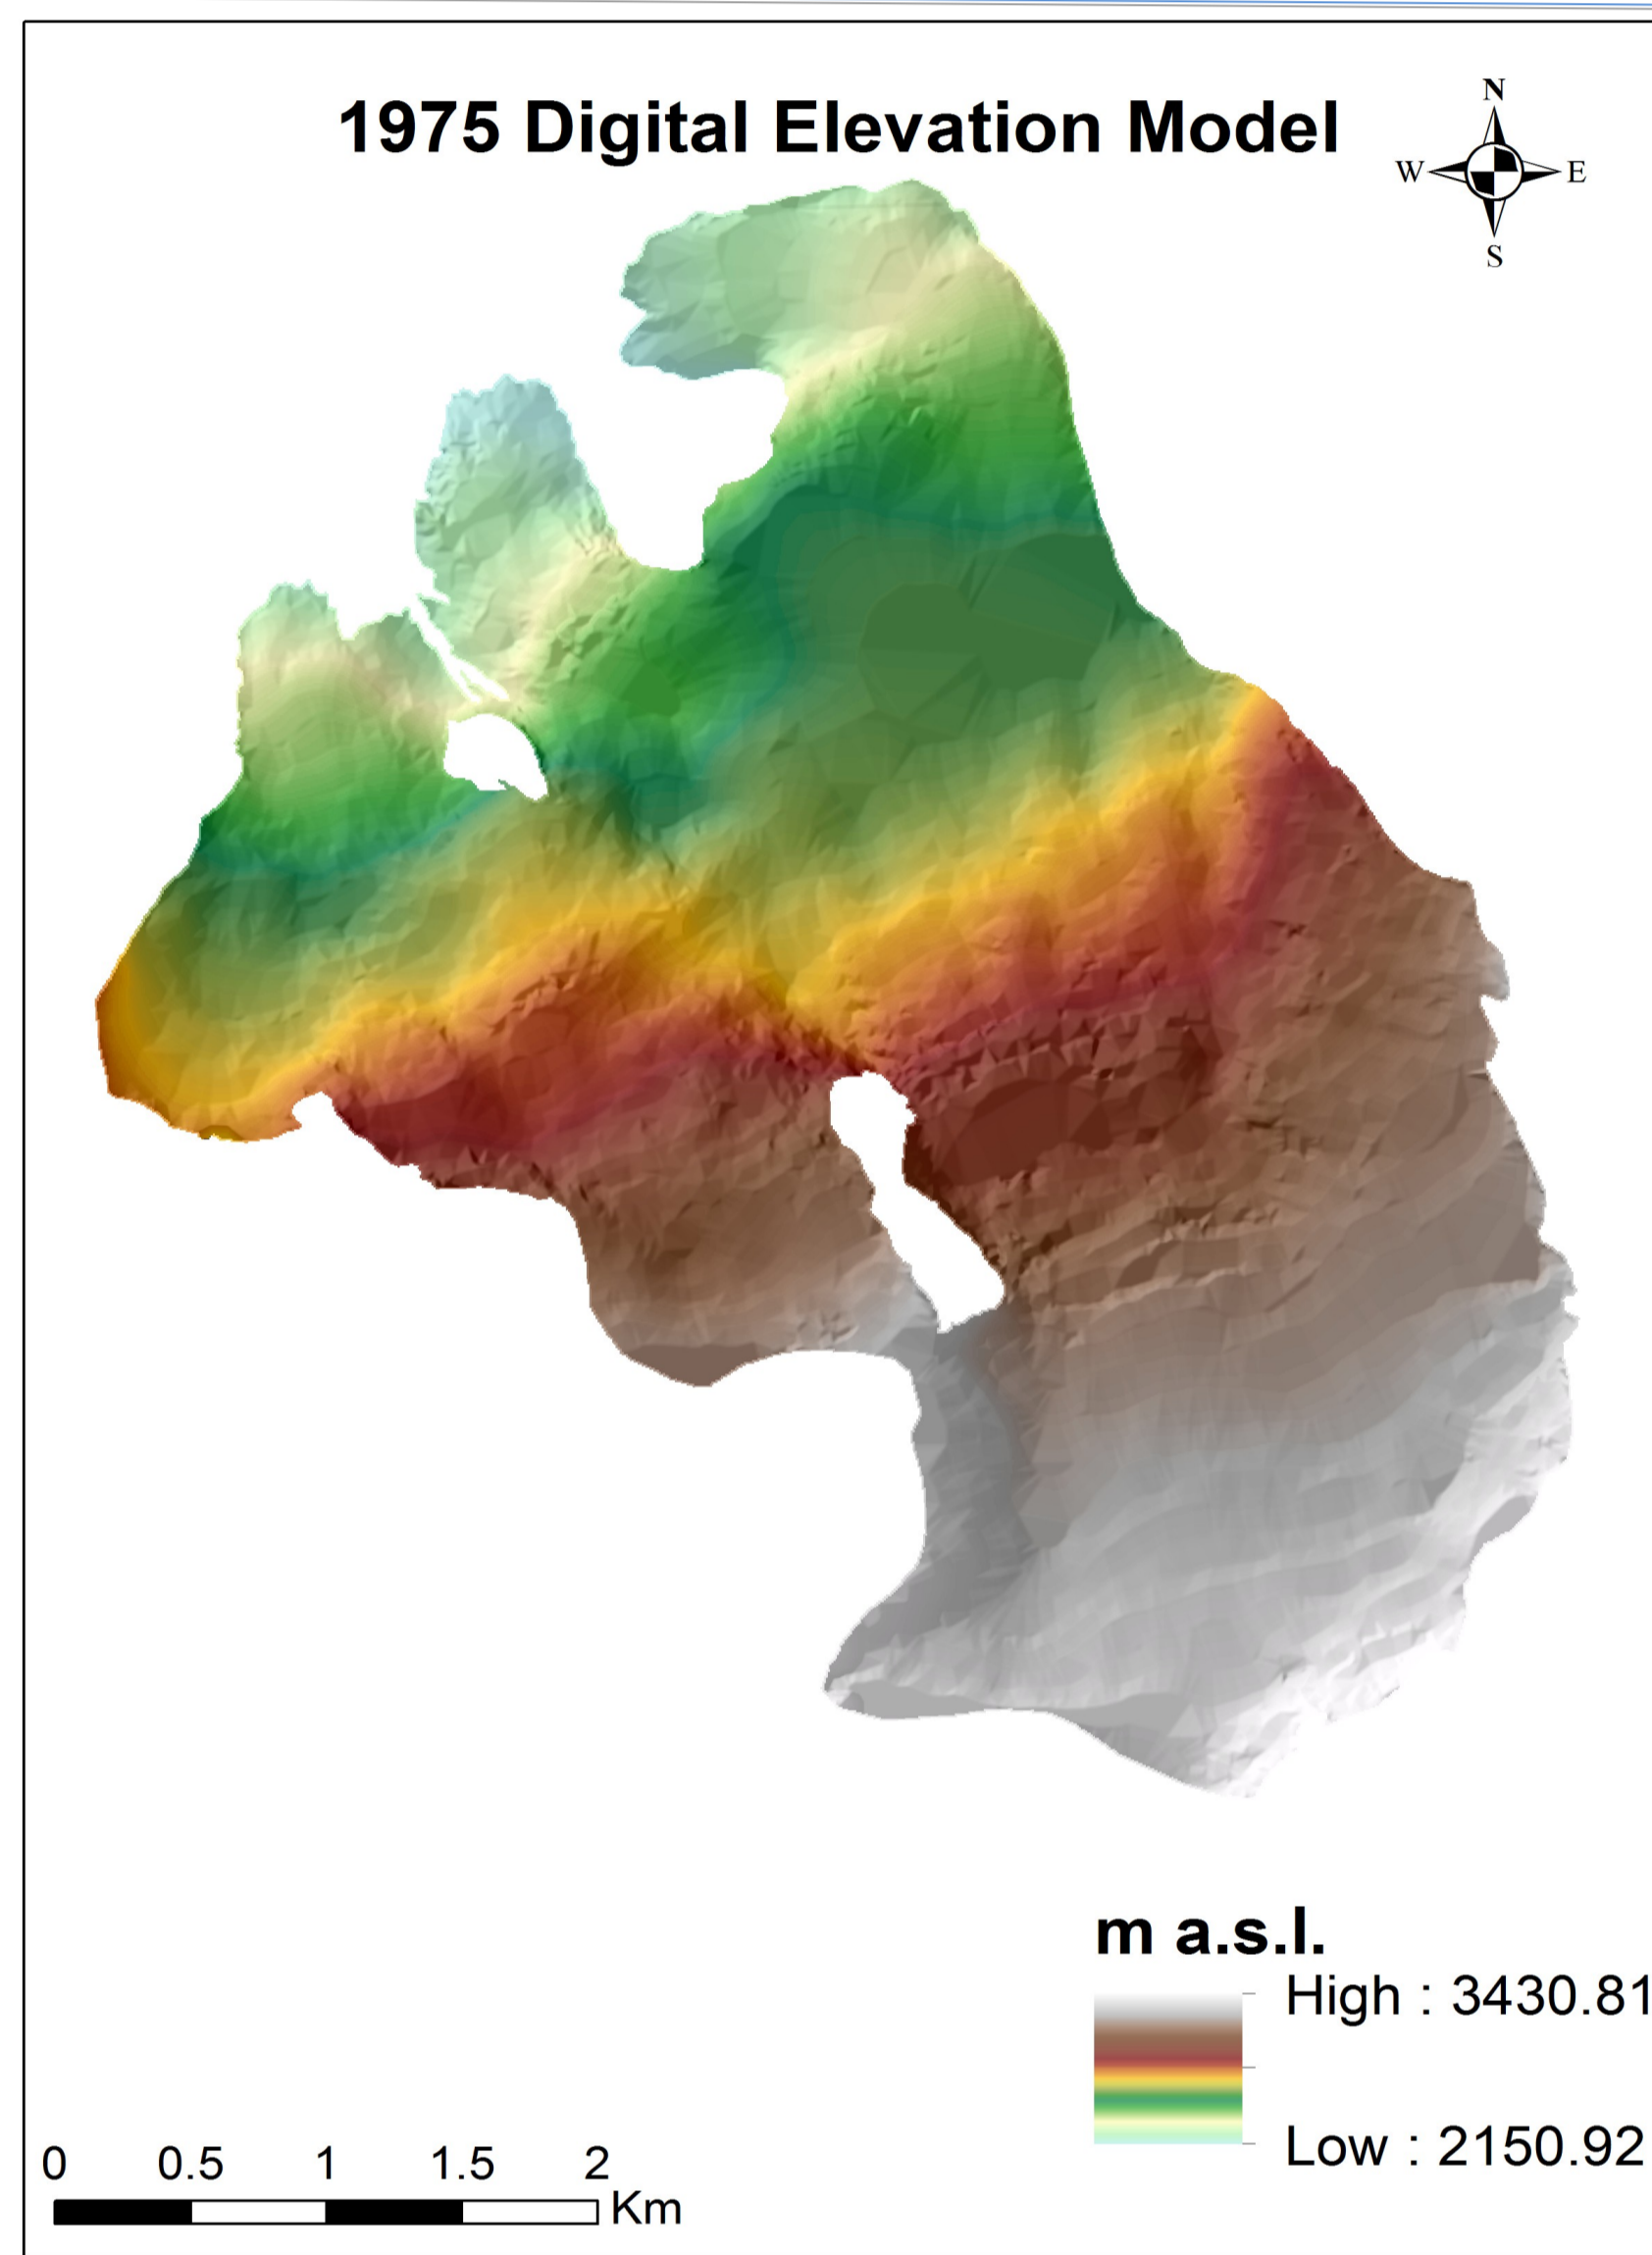 1975 Digital Elevation Model
N
W E
S
m a.s.l.
High : 3430.81
Low : 2150.92
0 0.5 1 1.5 2
Km